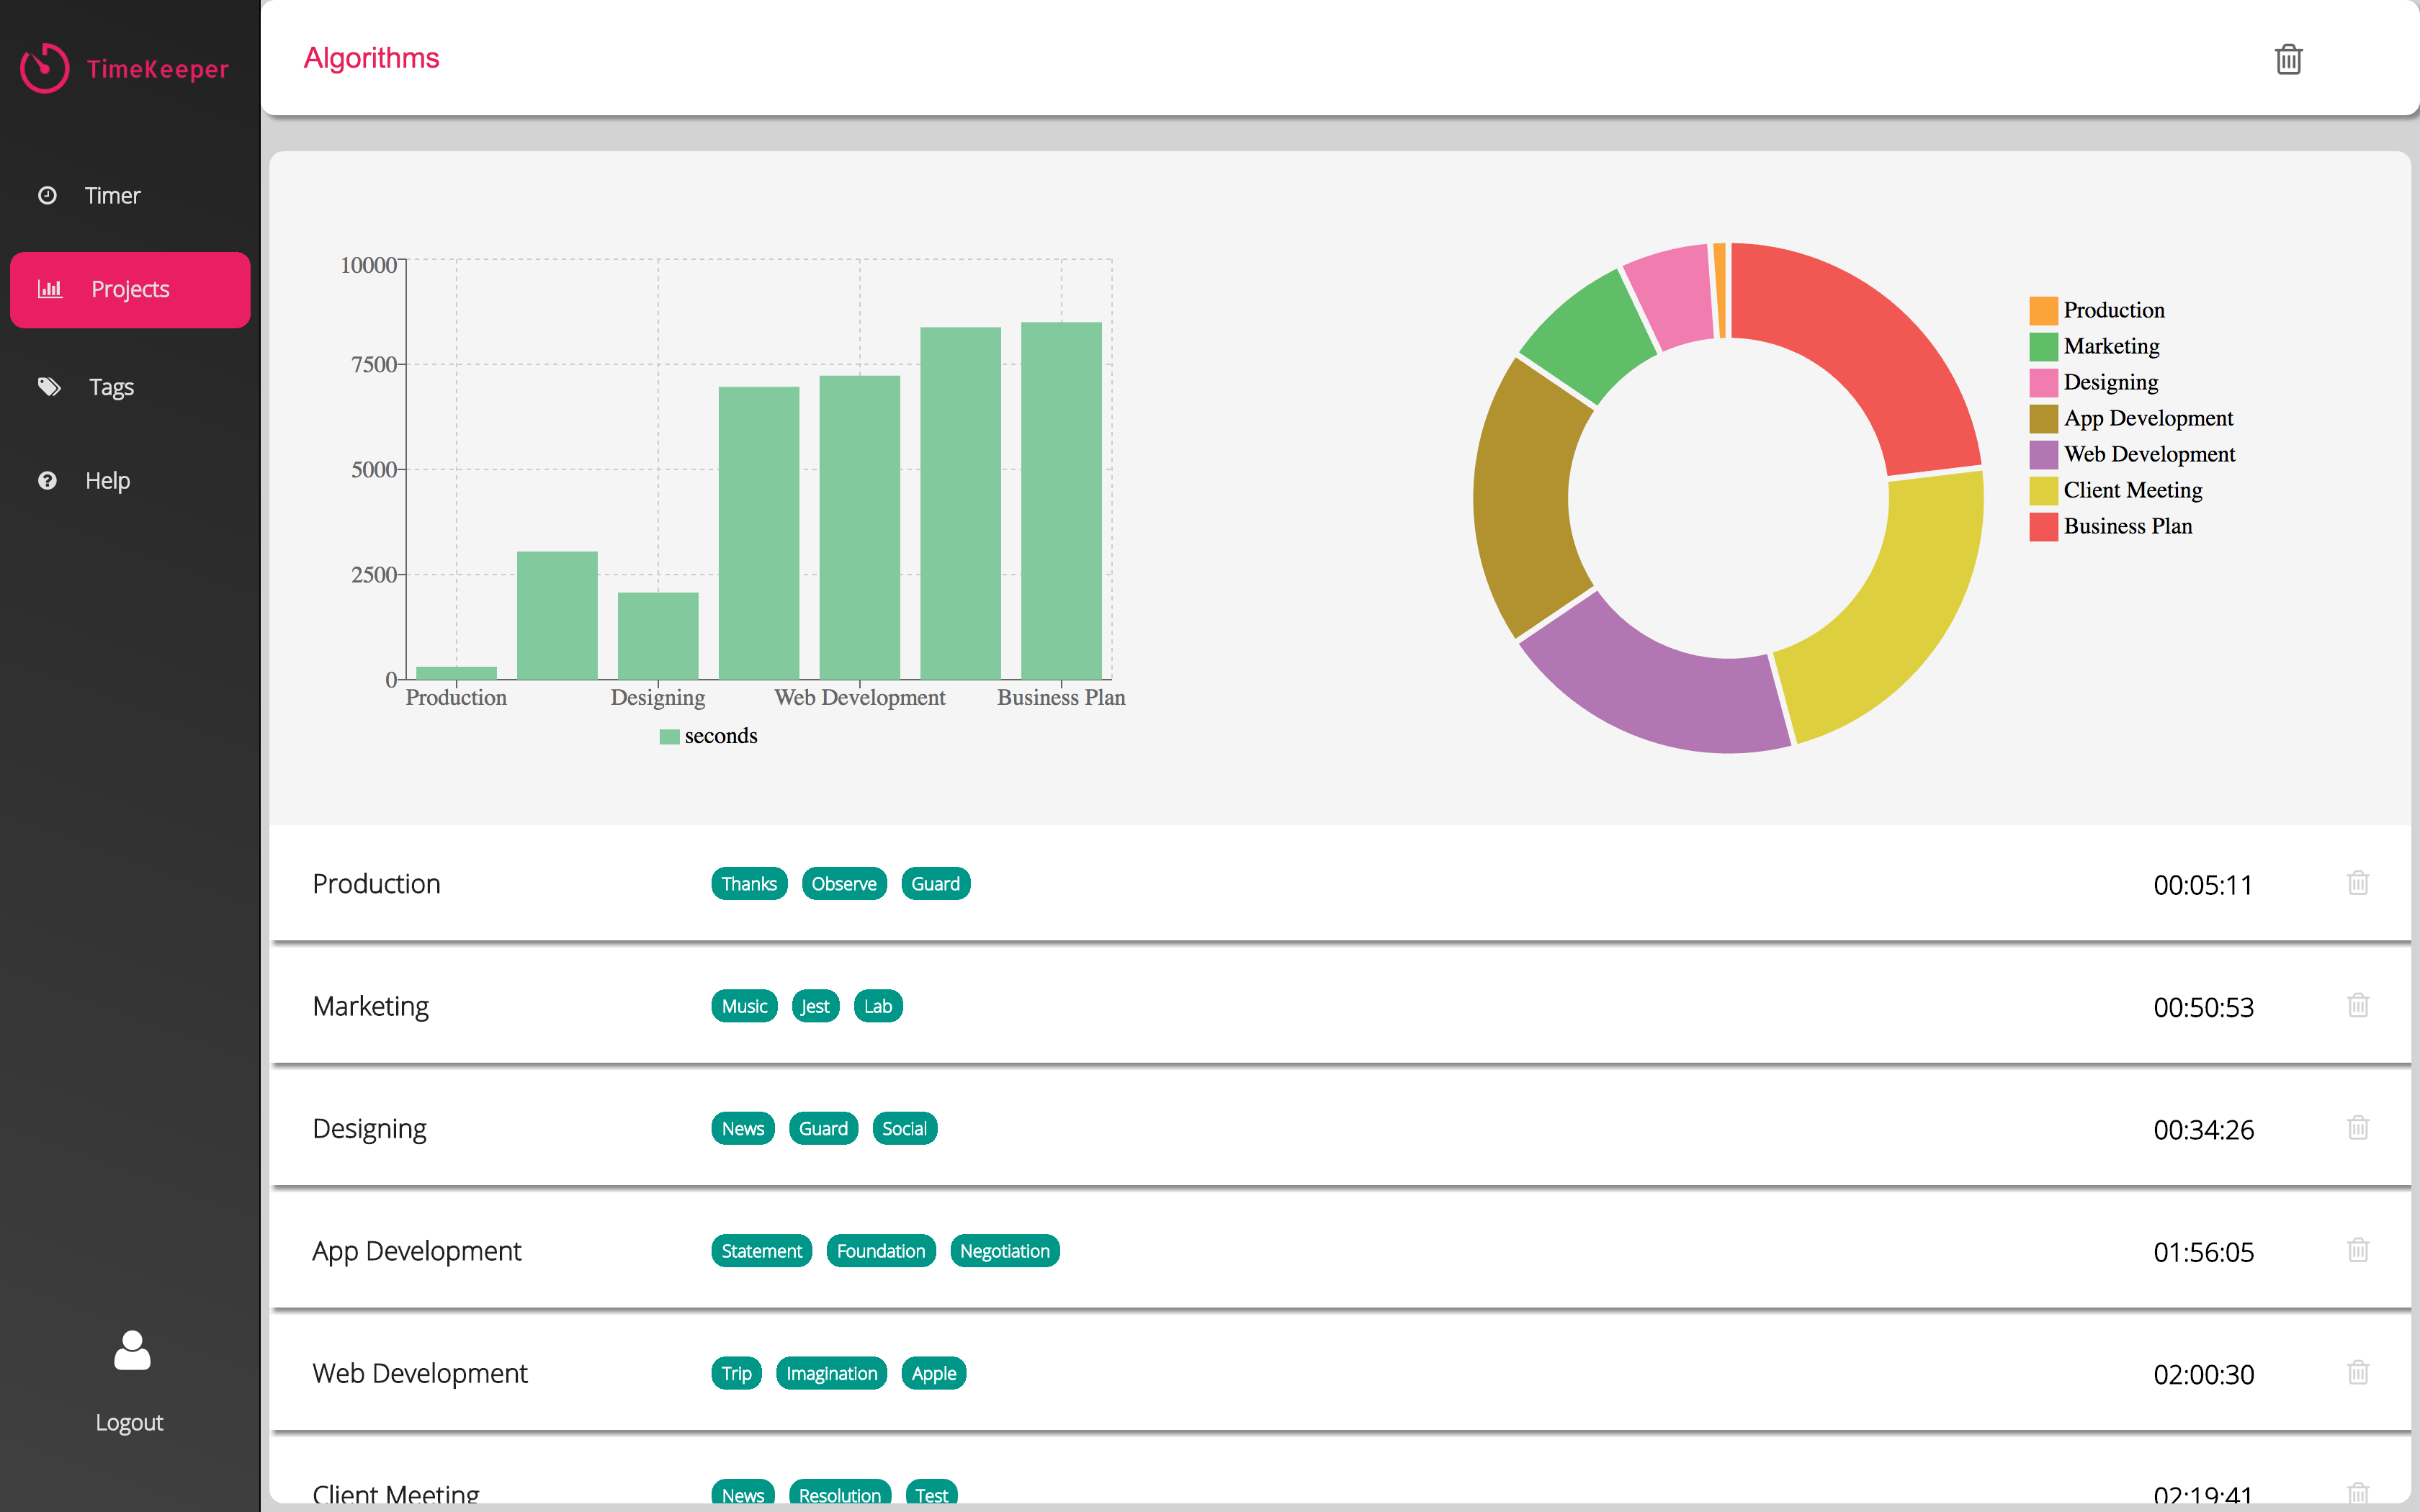 TimeKeeper
Timer
Projects
Tags
Help
Logout
Algorithms
10000
7500
5000
2500
0
Production Designing Web Development Business Plan
seconds
Production
Marketing
Designing
App Development
Web Development
Client Meeting
Business Plan
Production Thanks Observe Guard 00:05:11
Marketing Music Jest Lab 00:50:53
Designing News Guard Social 00:34:26
App Development Statement Foundation Negotiation 01:56:05
Web Development Trip Imagination Apple 02:00:30
Client Meeting News Resolution Test 02:19:41